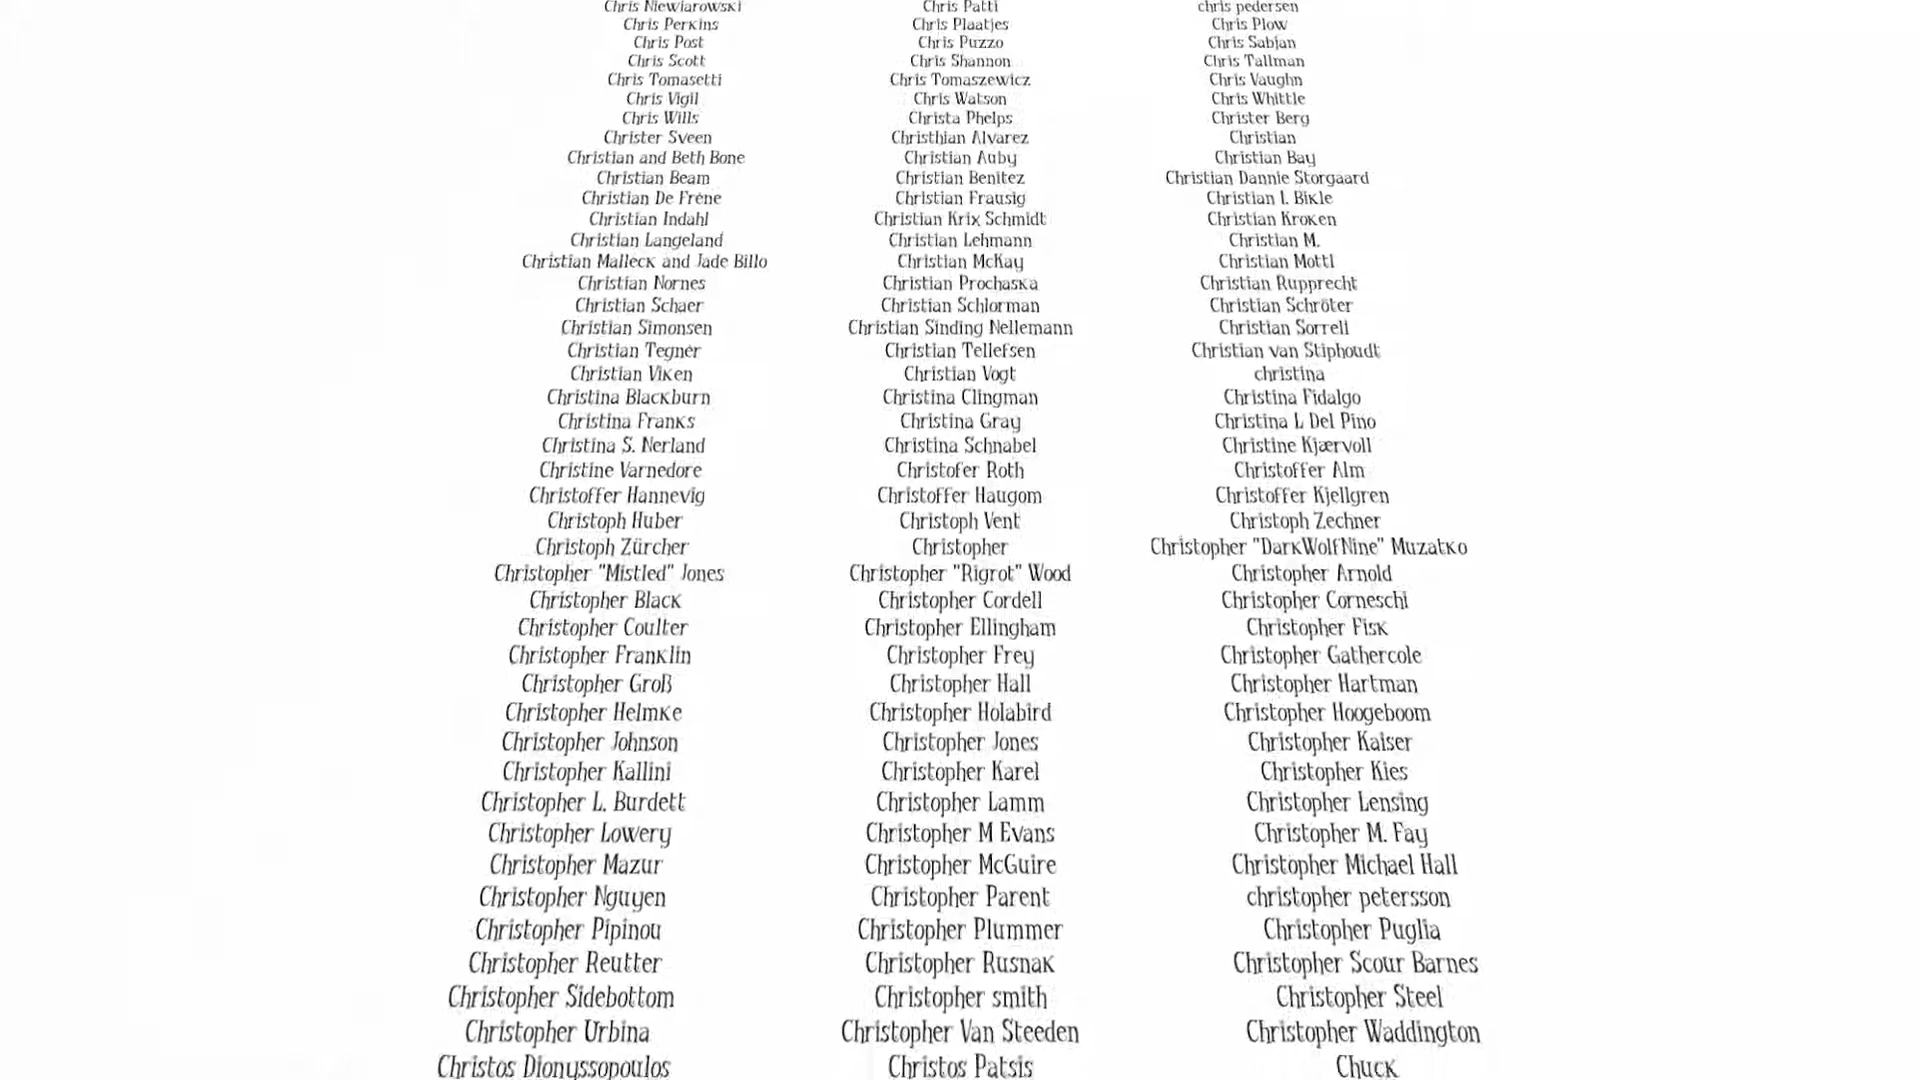 Chris Niewiarowski Chris Patti chris pedersen
Chris Perkins Chris Plaatjes Chris Plow
Chris Post Chris Puzzo Chris Sabjan
Chris Scott Chris Shannon Chris Tallman
Chris Tomasetti Chris Tomaszewicz Chris Vaughn
Chris Vigil Chris Watson Chris Whittle
Chris Wills Christa Phelps Christer Berg
Christer Sveen Christhian Alvarez Christian
Christian and Beth Bone Christian Auby Christian Bay
Christian Beam Christian Benitez Christian Dannie Storgaard
Christian De Frene Christian Frausig Christian I. Bikle
Christian Indahl Christian Krix Schmidt Christian Kroken
Christian Langeland Christian Lehmann Christian M.
Christian Malleck and Jade Billo Christian McKay Christian Mottl
Christian Nornes Christian Prochaska Christian Rupprecht
Christian Schaer Christian Schlorman Christian Schröter
Christian Simonsen Christian Sinding Nellemann Christian Sorrell
Christian Tegnér Christian Tellefsen Christian van Stiphoudt
Christian Viken Christian Vogt christina
Christina Blackburn Christina Clingman Christina Fidalgo
Christina Franks Christina Gray Christina L Del Pino
Christina S. Nerland Christina Schnabel Christine Kjærvoll
Christine Varnedore Christofer Roth Christoffer Alm
Christoffer Hannevig Christoffer Haugom Christoffer Kjellgren
Christoph Huber Christoph Vent Christoph Zechner
Christoph Zürcher Christopher Christopher "DarkWolfNine" Muzatko
Christopher "Mistled" Jones Christopher "Rigrot" Wood Christopher Arnold
Christopher Black Christopher Cordell Christopher Corneschi
Christopher Coulter Christopher Ellingham Christopher Fisk
Christopher Franklin Christopher Frey Christopher Gathercole
Christopher Groß Christopher Hall Christopher Hartman
Christopher Helmke Christopher Holabird Christopher Hoogeboom
Christopher Johnson Christopher Jones Christopher Kaiser
Christopher Kallini Christopher Karel Christopher Kies
Christopher L. Burdett Christopher Lamm Christopher Lensing
Christopher Lowery Christopher M Evans Christopher M. Fay
Christopher Mazur Christopher McGuire Christopher Michael Hall
Christopher Nguyen Christopher Parent christopher petersson
Christopher Pipinou Christopher Plummer Christopher Puglia
Christopher Reutter Christopher Rusnak Christopher Scour Barnes
Christopher Sidebottom Christopher smith Christopher Steel
Christopher Urbina Christopher Van Steeden Christopher Waddington
Christos Dionyssopoulos Christos Patsis Chuck